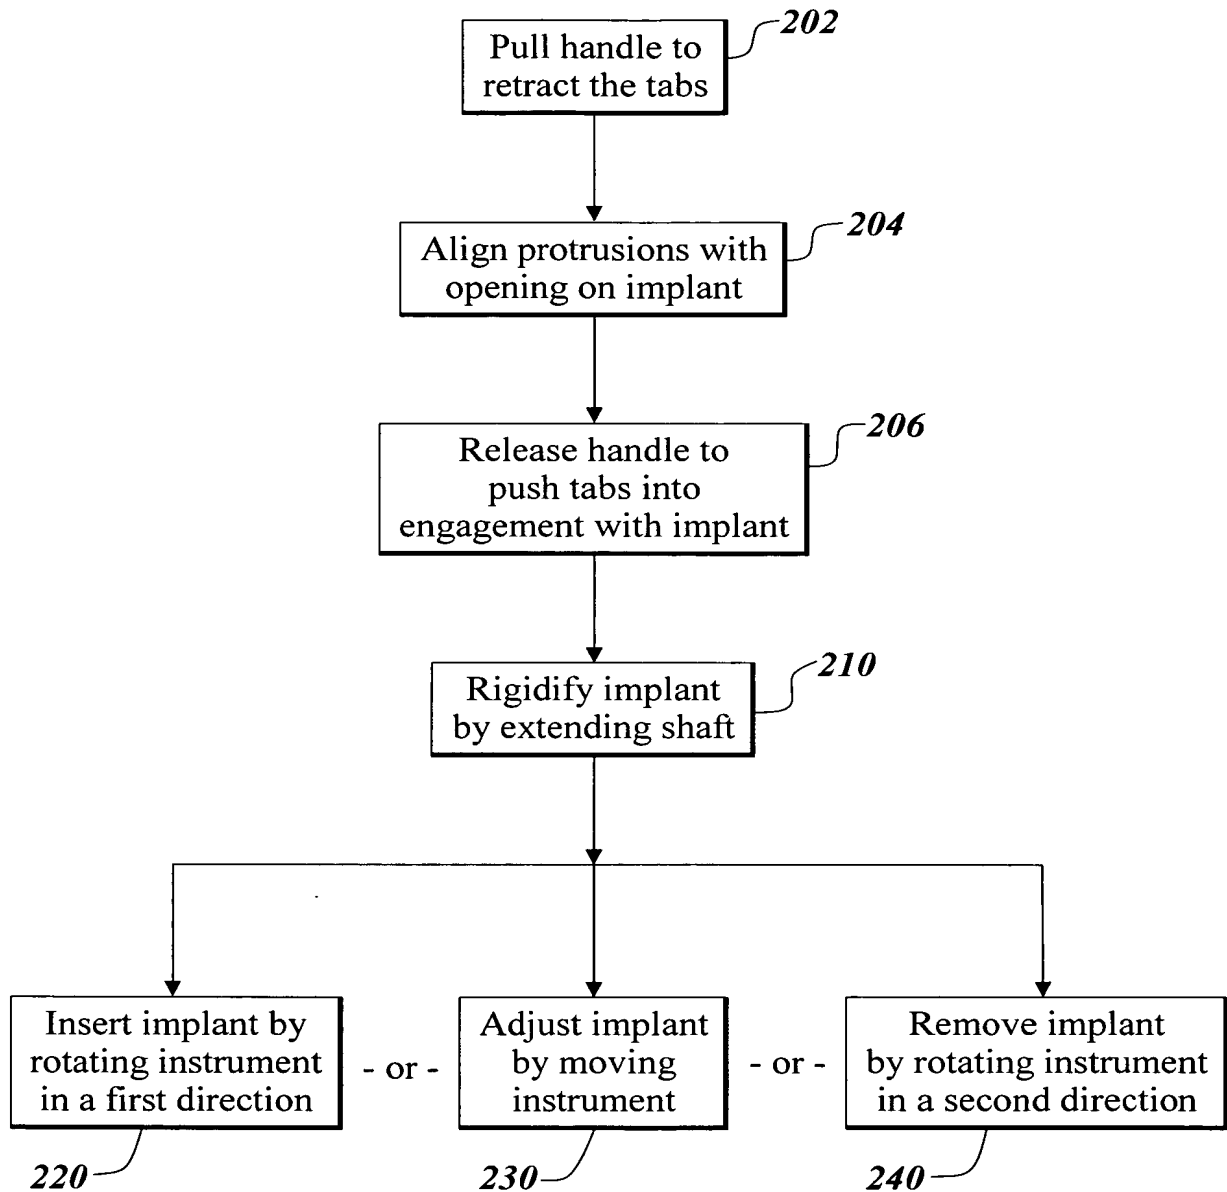 Pull handle to
retract the tabs
202
Align protrusions with
opening on implant
204
Release handle to
push tabs into
engagement with implant
206
Rigidify implant
by extending shaft
210
Insert implant by
rotating instrument
in a first direction
- or -
Adjust implant
by moving
instrument
- or -
Remove implant
by rotating instrument
in a second direction
220
230
240